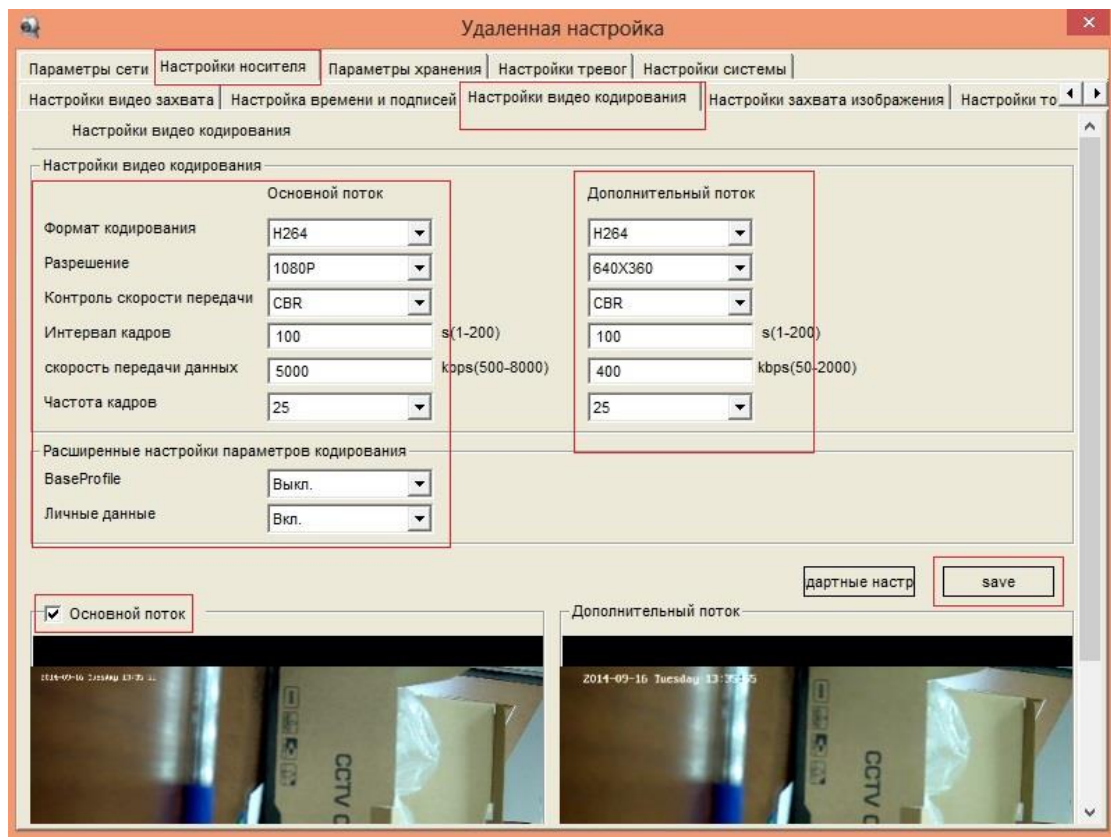 Удаленная настройка
Параметры сети Настройки носителя Параметры хранения Настройки тревог Настройки системы
Настройки видео захвата Настройка времени и подписей Настройки видео кодирования Настройки захвата изображения Настройки то
Настройки видео кодирования
Настройки видео кодирования
Основной поток Дополнительный поток
Формат кодирования H264 H264
Разрешение 1080P 640X360
Контроль скорости передачи CBR CBR
Интервал кадров 100 s(1-200) 100 s(1-200)
скорость передачи данных 5000 kbps(500-8000) 400 kbps(50-2000)
Частота кадров 25 25
Расширенные настройки параметров кодирования
BaseProfile Выкл.
Личные данные Вкл.
дартные настр save
Основной поток Дополнительный поток
2014-09-16 Tuesday 2014-09-16 Tuesday
CCTV CCTV